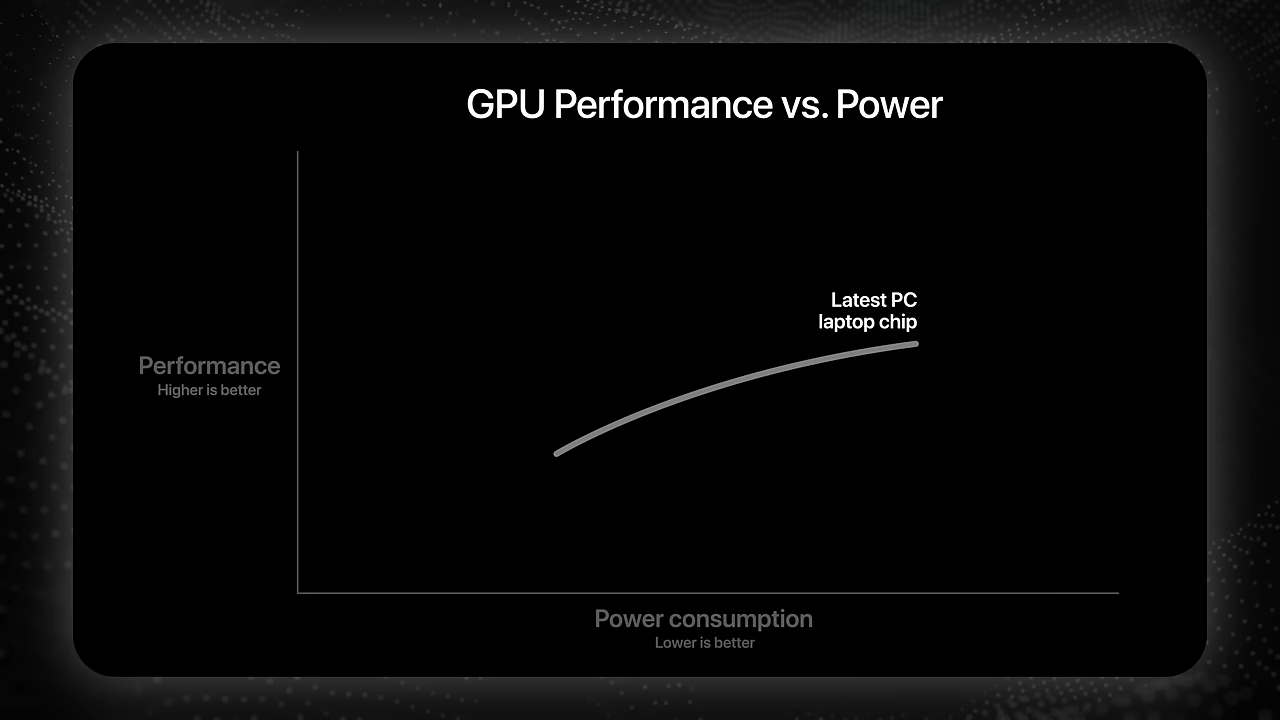 GPU Performance vs. Power
Latest PC
laptop chip
Performance
Higher is better
Power consumption
Lower is better